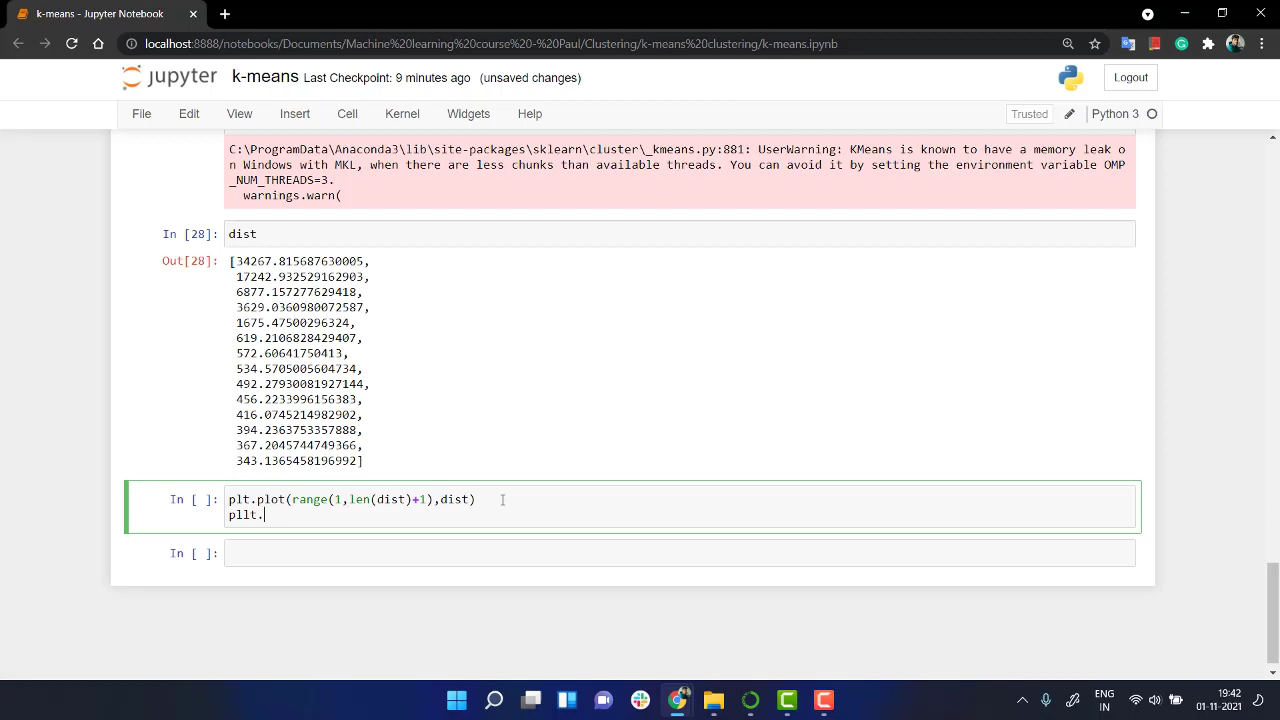 k-means - Jupyter Notebook
localhost:8888/notebooks/Documents/Machine%20learning%20course%20-%20Paul/Clustering/k-means%20clustering/k-means.ipynb
jupyter k-means Last Checkpoint: 9 minutes ago (unsaved changes) Logout
File Edit View Insert Cell Kernel Widgets Help Trusted Python 3
C:\ProgramData\Anaconda3\lib\site-packages\sklearn\cluster\_kmeans.py:881: UserWarning: KMeans is known to have a memory leak o
n Windows with MKL, when there are less chunks than available threads. You can avoid it by setting the environment variable OMP
_NUM_THREADS=3.
warnings.warn(
In [28]: dist
Out[28]: [34267.815687630005,
17242.932529162903,
6877.157277629418,
3629.0360980072587,
1675.47500296324,
619.2106828429407,
572.60641750413,
534.5705005604734,
492.27930081927144,
456.2233996156383,
416.0745214982902,
394.2363753357888,
367.2045744749366,
343.1365458196992]
In [ ]: plt.plot(range(1,len(dist)+1),dist)
pllt.
In [ ]:
ENG 19:42
IN 01-11-2021